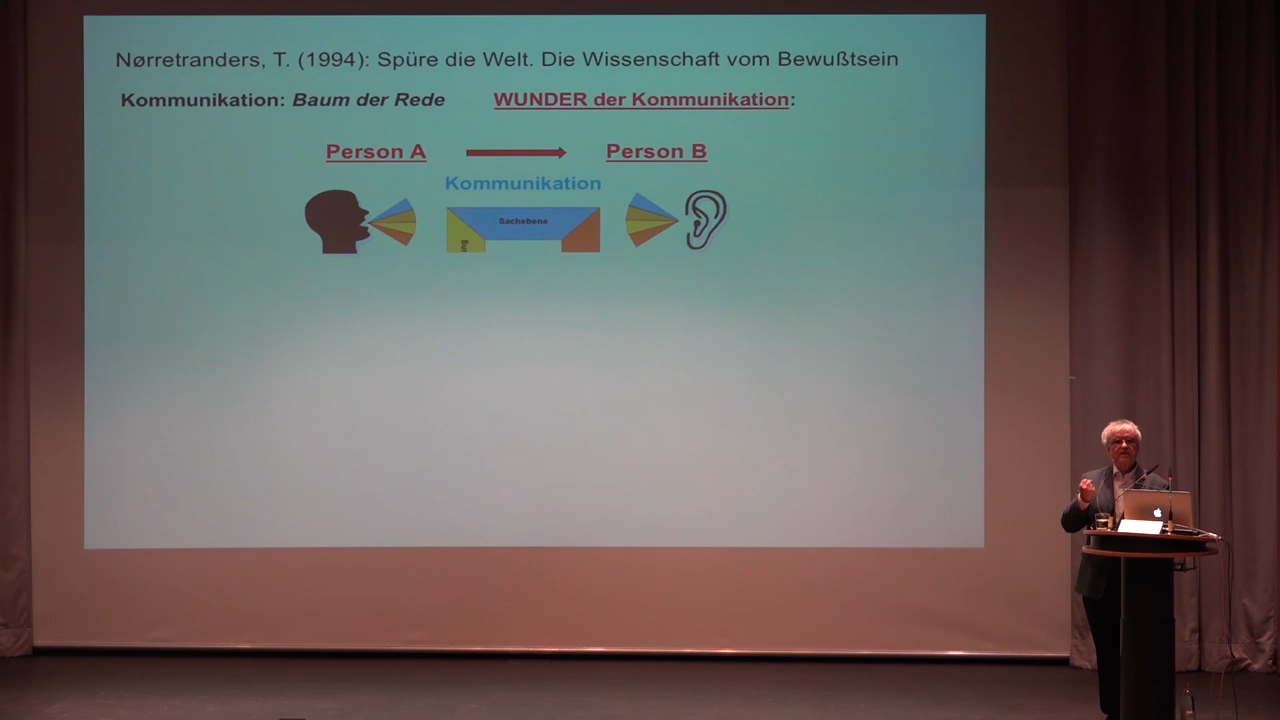 Nørretranders, T. (1994): Spüre die Welt. Die Wissenschaft vom Bewußtsein
Kommunikation: Baum der Rede WUNDER der Kommunikation:
Person A Person B
Kommunikation
Sachebene